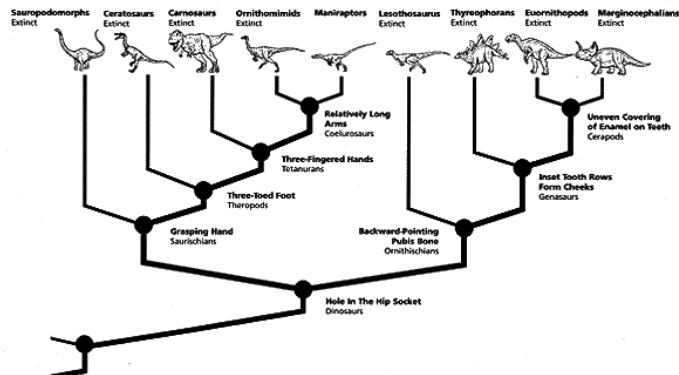 Sauropodomorphs
Extinct
Ceratosaurs
Extinct
Carnosaurs
Extinct
Ornithomimids
Extinct
Maniraptors
Lesothosaurus
Extinct
Thyreophorans
Extinct
Euornithopods
Extinct
Marginocephalians
Extinct
Relatively Long
Arms
Coelurosaurs
Uneven Covering
of Enamel on Teeth
Cerapods
Three-Fingered Hands
Tetanurans
Inset Tooth Rows
Form Cheeks
Genasaurs
Three-Toed Foot
Theropods
Grasping Hand
Saurischians
Backward-Pointing
Pubis Bone
Ornithischians
Hole In The Hip Socket
Dinosaurs